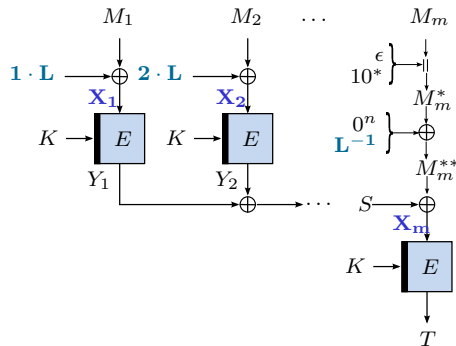 M₁ M₂ ⋯ Mₘ
ϵ
1 · L 2 · L 10*
X₁ X₂ M*ₘ
K E K E 0ⁿ
L⁻¹
Y₁ Y₂ M**ₘ
⋯ S
Xₘ
K E
T